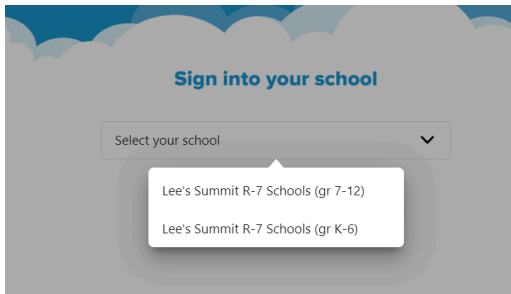 Sign into your school
Select your school
Lee's Summit R-7 Schools (gr 7-12)
Lee's Summit R-7 Schools (gr K-6)